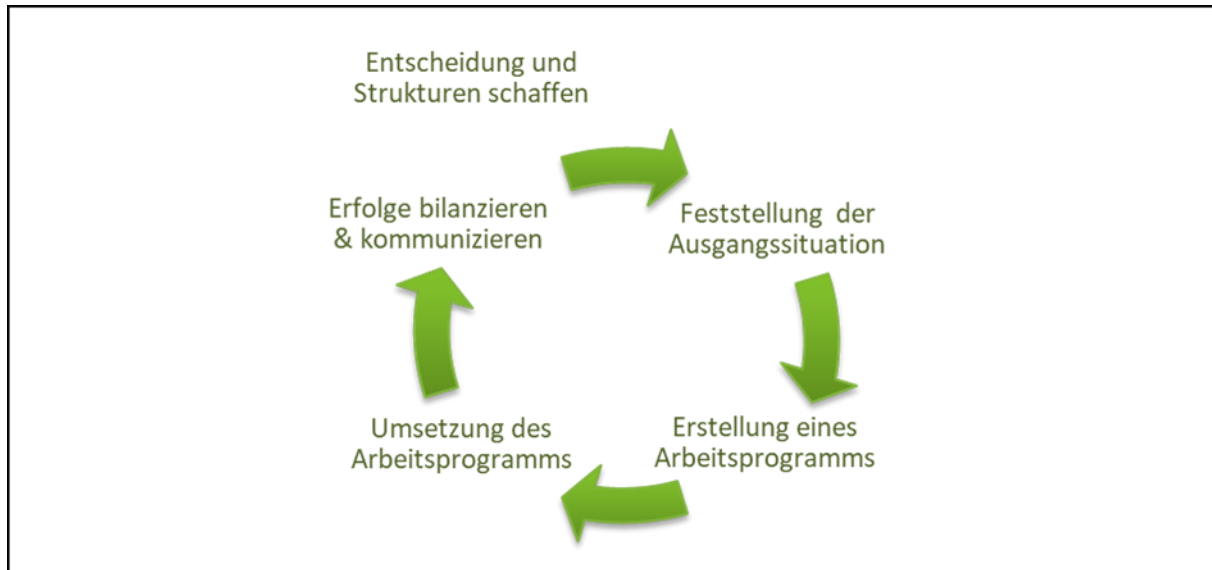 Entscheidung und
Strukturen schaffen
Erfolge bilanzieren
& kommunizieren
Feststellung der
Ausgangssituation
Umsetzung des
Arbeitsprogramms
Erstellung eines
Arbeitsprogramms